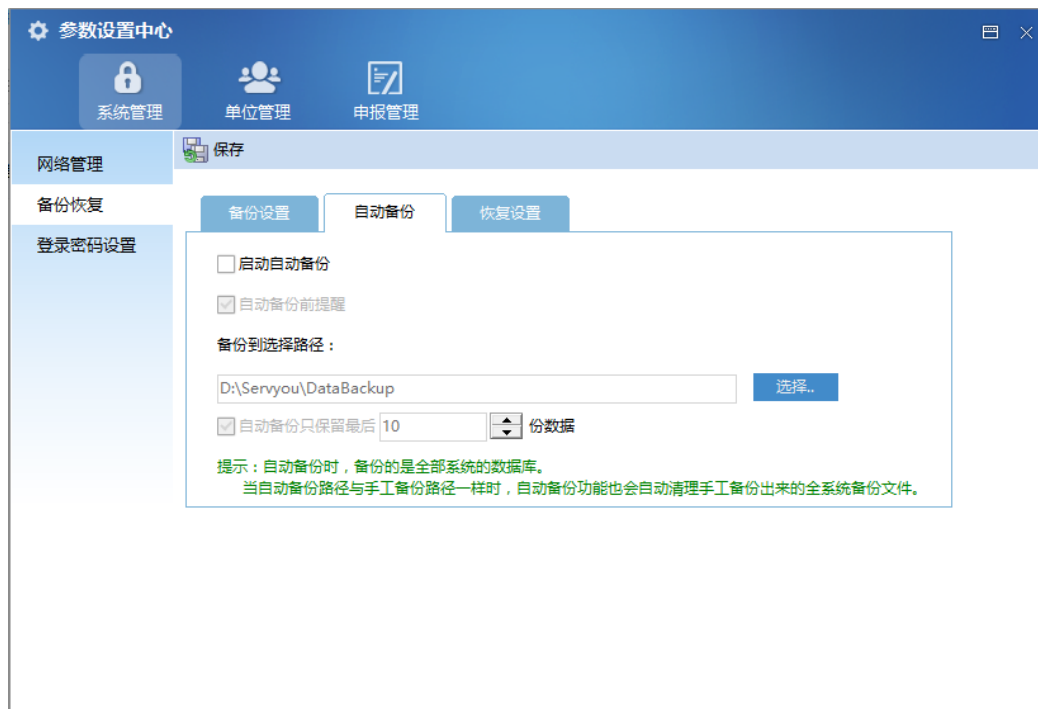 参数设置中心
系统管理
单位管理
申报管理
网络管理
备份恢复
登录密码设置
保存
备份设置
自动备份
恢复设置
启动自动备份
自动备份前提醒
备份到选择路径：
D:\Servyou\DataBackup
选择..
自动备份只保留最后 10 份数据
提示：自动备份时，备份的是全部系统的数据库。
当自动备份路径与手工备份路径一样时，自动备份功能也会自动清理手工备份出来的全系统备份文件。